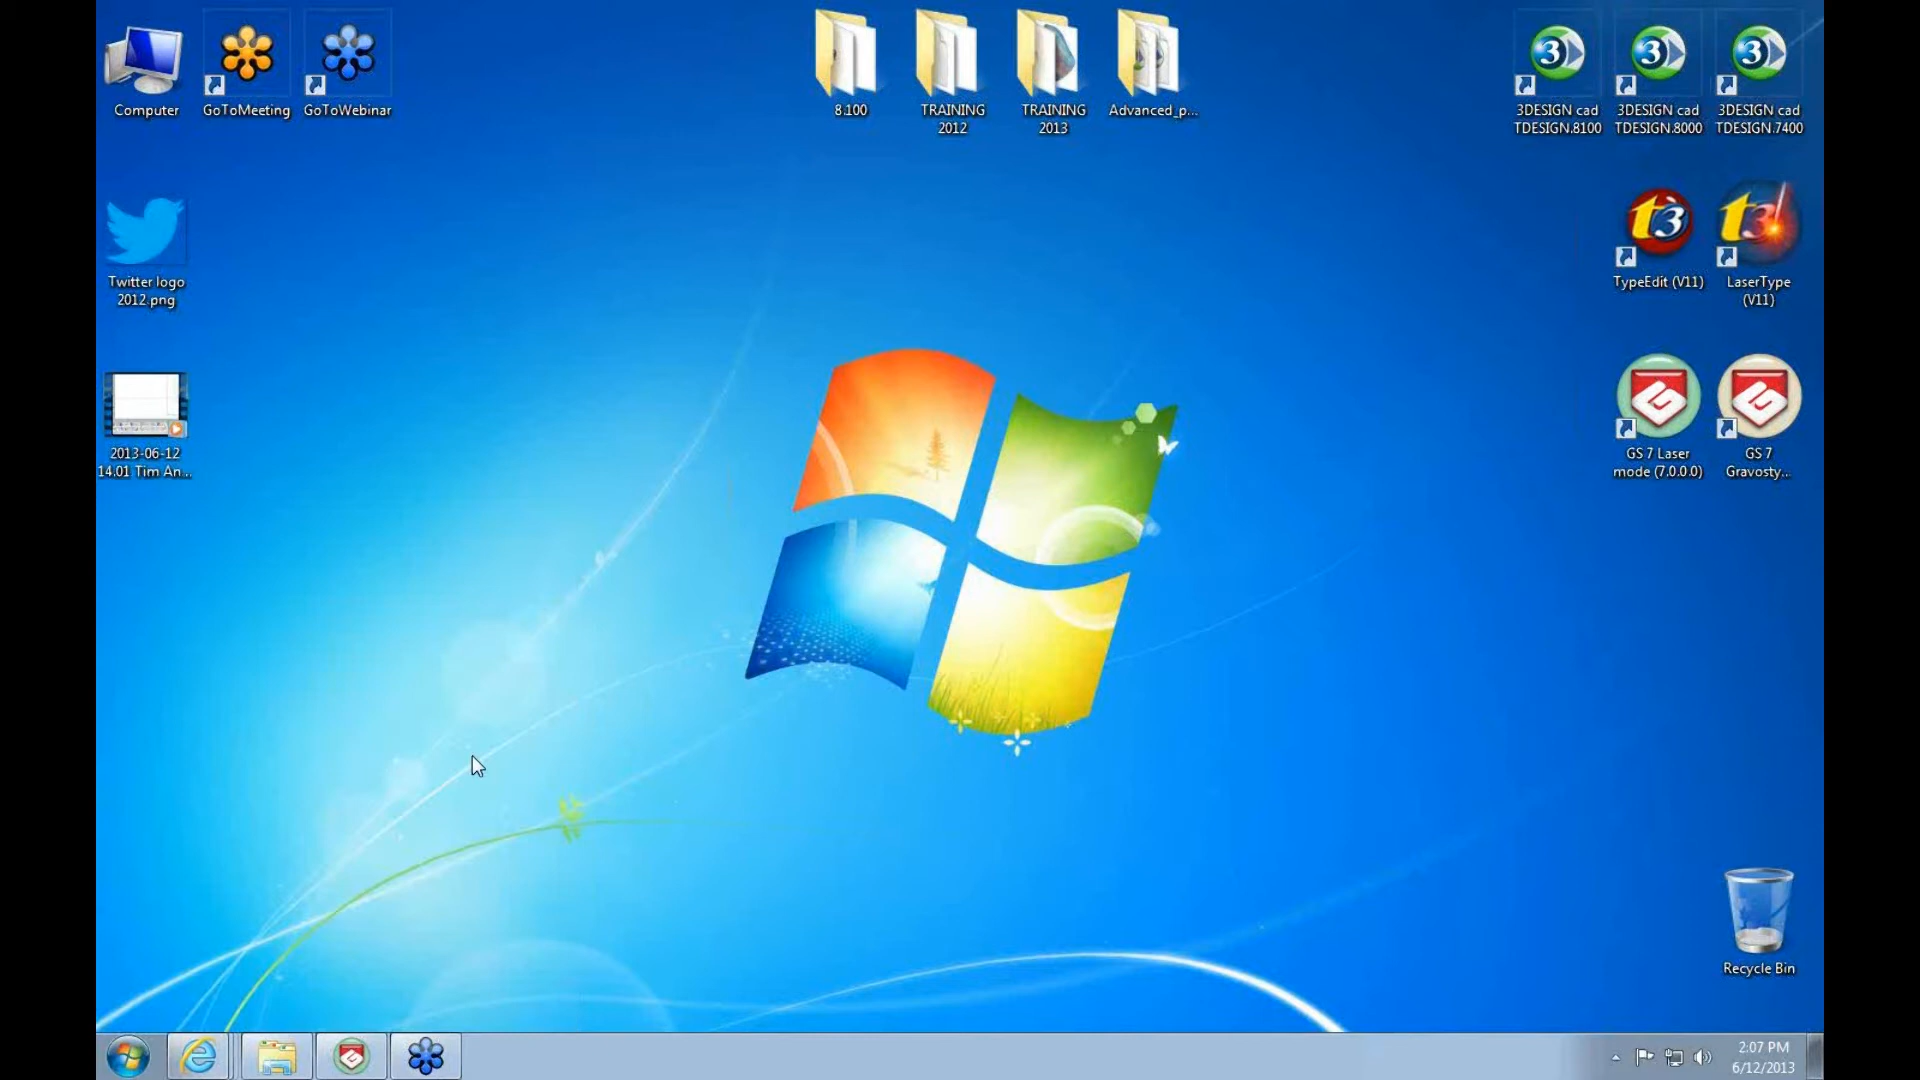 Computer
GoToMeeting
GoToWebinar
8.100
TRAINING
2012
TRAINING
2013
Advanced_p...
3DESIGN cad
TDESIGN.8100
3DESIGN cad
TDESIGN.8000
3DESIGN cad
TDESIGN.7400
Twitter logo
2012.png
TypeEdit (V11)
LaserType
(V11)
2013-06-12
14.01 Tim An...
GS 7 Laser
mode (7.0.0.0)
GS 7
Gravosty...
Recycle Bin
2:07 PM
6/12/2013